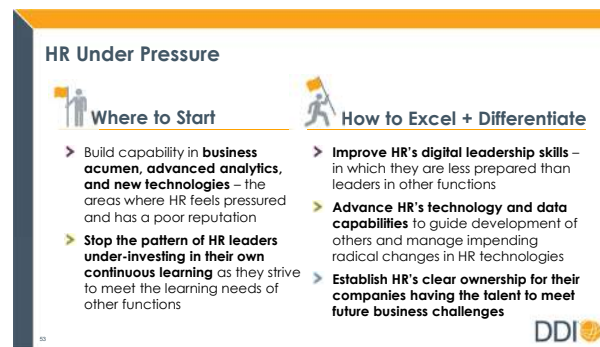 HR Under Pressure
Where to Start
Build capability in business
acumen, advanced analytics,
and new technologies – the
areas where HR feels pressured
and has a poor reputation
Stop the pattern of HR leaders
under-investing in their own
continuous learning as they strive
to meet the learning needs of
other functions
How to Excel + Differentiate
Improve HR's digital leadership skills –
in which they are less prepared than
leaders in other functions
Advance HR's technology and data
capabilities to guide development of
others and manage impending
radical changes in HR technologies
Establish HR's clear ownership for their
companies having the talent to meet
future business challenges
53
DDI